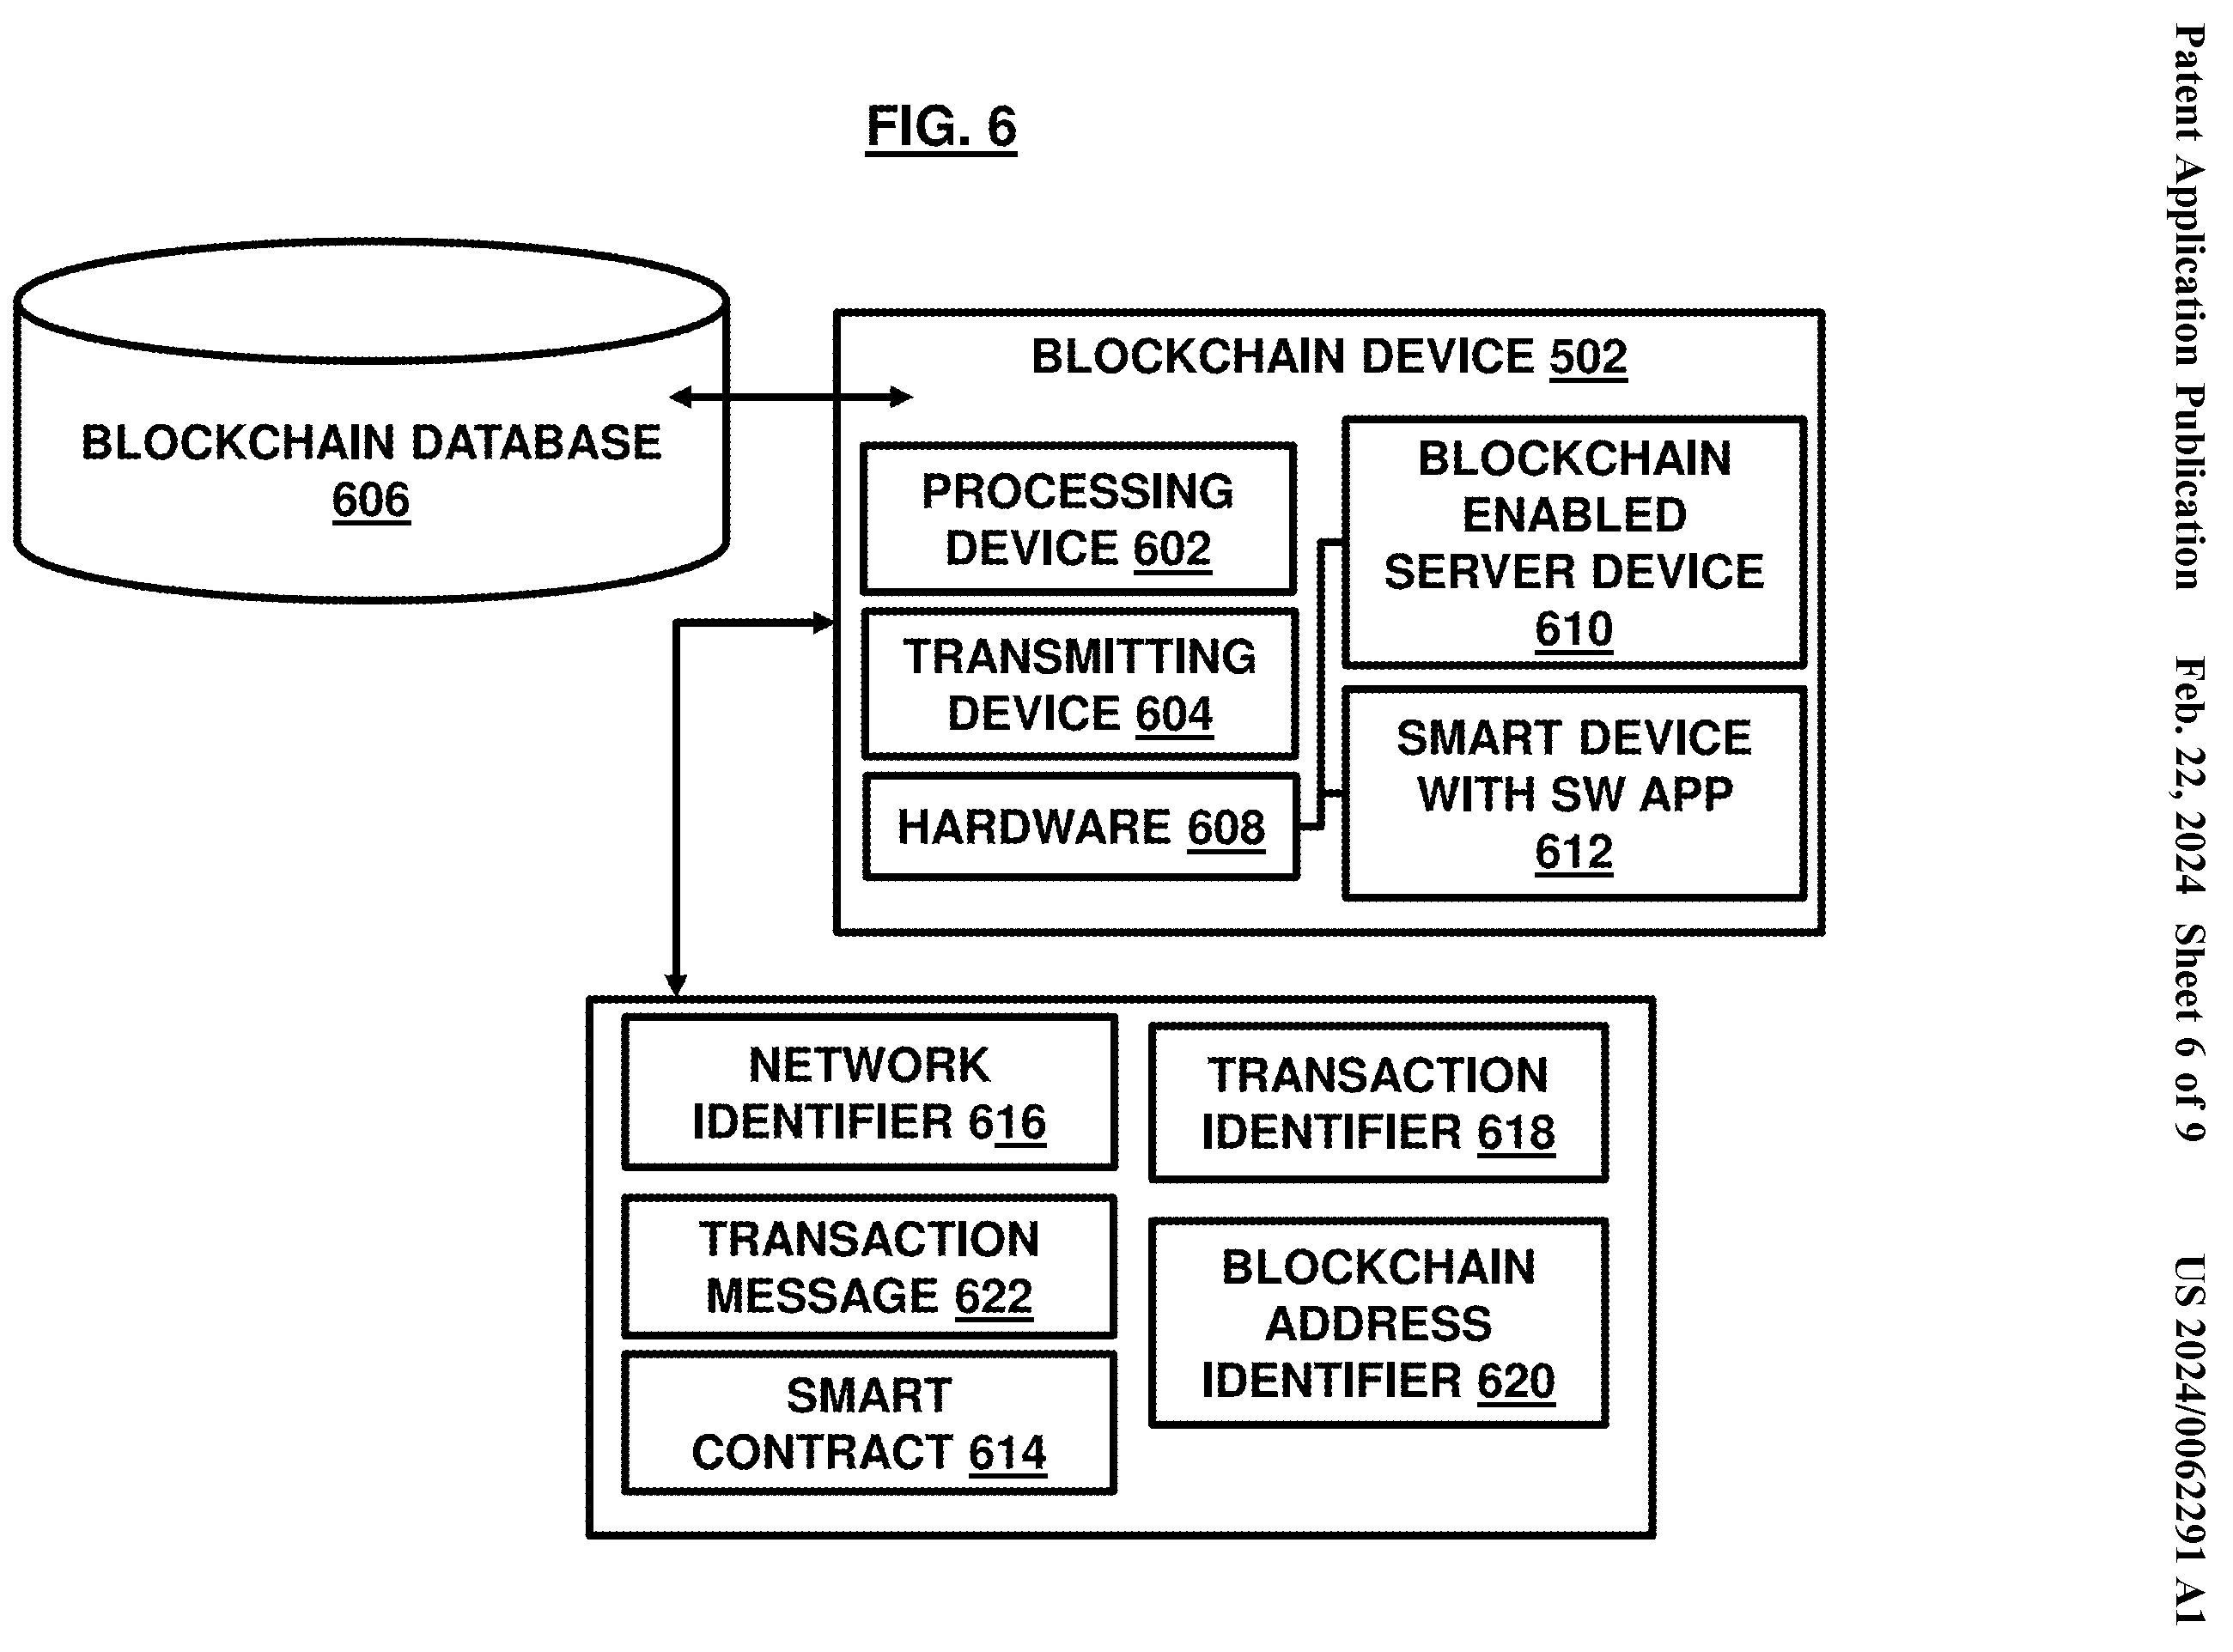 Patent Application Publication Feb. 22, 2024 Sheet 6 of 9 US 2024/0062291 A1
FIG. 6
BLOCKCHAIN DATABASE
606
BLOCKCHAIN DEVICE 502
PROCESSING
DEVICE 602
TRANSMITTING
DEVICE 604
HARDWARE 608
BLOCKCHAIN
ENABLED
SERVER DEVICE
610
SMART DEVICE
WITH SW APP
612
NETWORK
IDENTIFIER 616
TRANSACTION
MESSAGE 622
SMART
CONTRACT 614
TRANSACTION
IDENTIFIER 618
BLOCKCHAIN
ADDRESS
IDENTIFIER 620